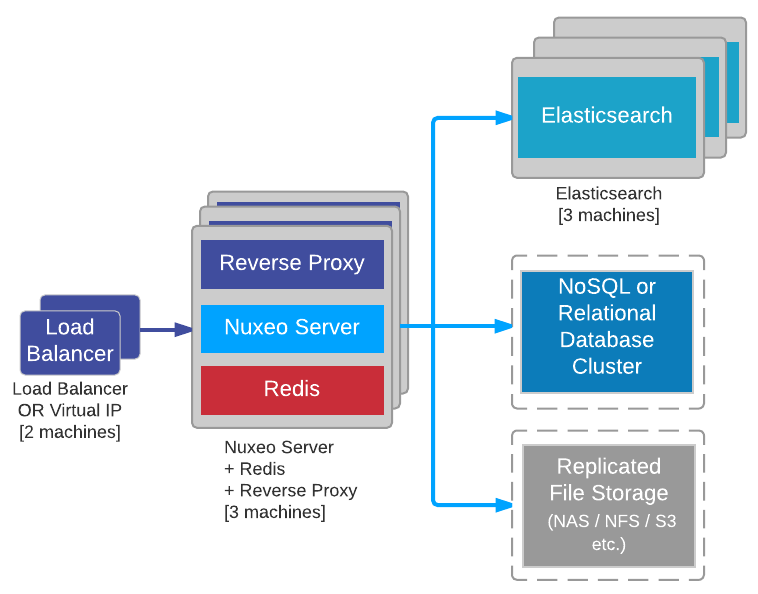 Load
Balancer
Load Balancer
OR Virtual IP
[2 machines]
Reverse Proxy
Nuxeo Server
Redis
Nuxeo Server
+ Redis
+ Reverse Proxy
[3 machines]
Elasticsearch
Elasticsearch
[3 machines]
NoSQL or
Relational
Database
Cluster
Replicated
File Storage
(NAS / NFS / S3
etc.)